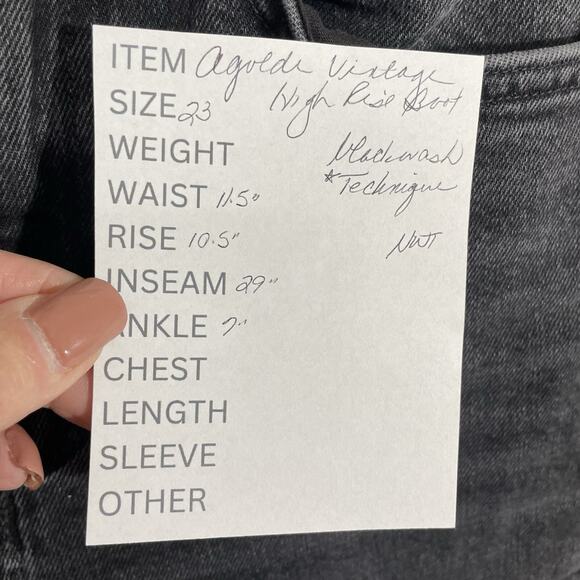 ITEM Agolde Vintage
High Rise Boot
SIZE 23
WEIGHT blackwash
*Technique
WAIST 11.5"
RISE 10.5" NWT
INSEAM 29"
ANKLE 7"
CHEST
LENGTH
SLEEVE
OTHER